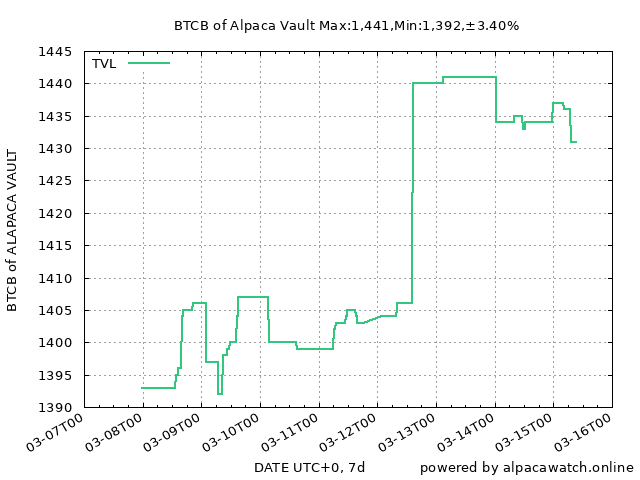 BTCB of Alpaca Vault Max:1,441,Min:1,392,±3.40%
TVL
BTCB of ALAPACA VAULT
1445
1440
1435
1430
1425
1420
1415
1410
1405
1400
1395
1390
03-07T00
03-08T00
03-09T00
03-10T00
03-11T00
03-12T00
03-13T00
03-14T00
03-15T00
03-16T00
DATE UTC+0, 7d
powered by alpacawatch.online